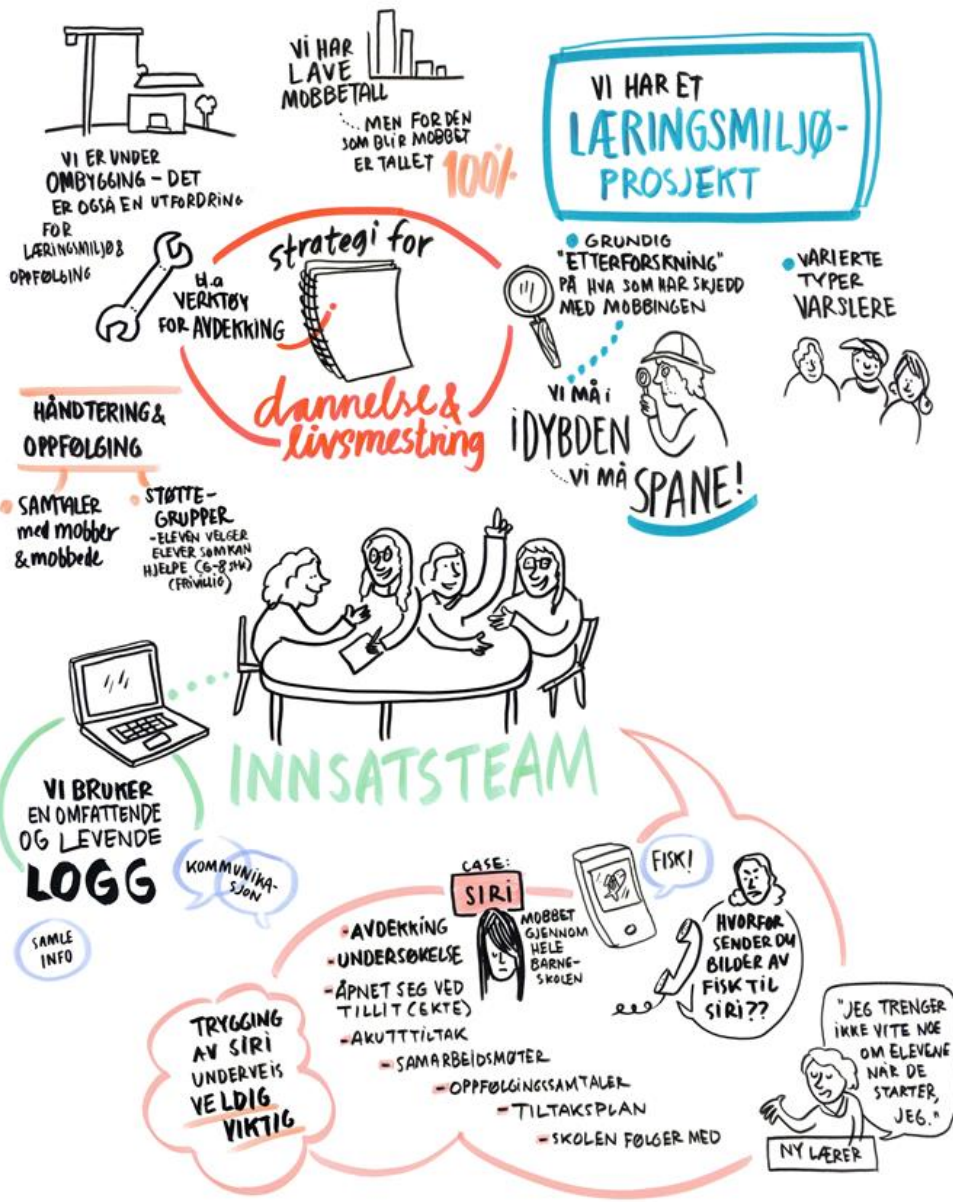 VI ER UNDER
OMBYGGING - DET
ER OGSÅ EN UTFORDRING
FOR
LÆRINGSMILJØ &
OPPFØLGING
VI HAR
LAVE
MOBBETALL
.... MEN FOR DEN
SOM BLIR MOBBET
ER TALLET
100%
VI HAR ET
LÆRINGSMILJØ-
PROSJEKT
strategi for
bl.a
VERKTØY
FOR AVDEKKING
dannelse &
livsmestring
GRUNDIG
"ETTERFORSKNING"
PÅ HVA SOM HAR SKJEDD
MED MOBBINGEN
VARIERTE
TYPER
VARSLERE
VI MÅ i
iDYBDEN
...VI MÅ
SPANE!
HÅNDTERING &
OPPFØLGING
SAMTALER
med mobber
& mobbede
STØTTE-
GRUPPER
- ELEVEN VELGER
ELEVER SOM KAN
HJELPE (6-8 stk)
(FRIVILLIG)
INNSATSTEAM
VI BRUKER
EN OMFATTENDE
OG LEVENDE
LOGG
KOMMUNIKA-
SJON
SAMLE
INFO
CASE:
SIRI
MOBBET
GJENNOM
HELE
BARNE-
SKOLEN
- AVDEKKING
- UNDERSØKELSE
- ÅPNET SEG VED
TILLIT (EKTE)
- AKUTTTILTAK
- SAMARBEIDSMØTER
- OPPFØLGINGSSAMTALER
- TILTAKSPLAN
- SKOLEN FØLGER MED
FISK!
HVORFOR
SENDER DU
BILDER AV
FISK TIL
SIRI??
TRYGGING
AV SIRI
UNDERVEIS
VELDIG
VIKTIG
"JEG TRENGER
IKKE VITE NOE
OM ELEVENE
NÅR DE
STARTER,
JEG."
NY LÆRER